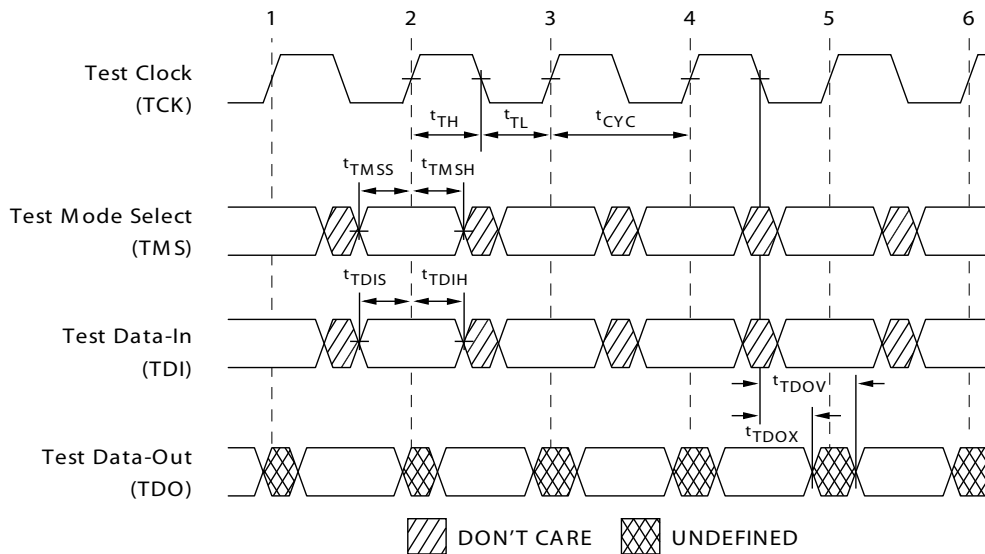 1 2 3 4 5 6
Test Clock
(TCK)
tTH tTL tCYC
tTMSS tTMSH
Test Mode Select
(TMS)
tTDIS tTDIH
Test Data-In
(TDI)
tTDOV
tTDOX
Test Data-Out
(TDO)
DON'T CARE UNDEFINED